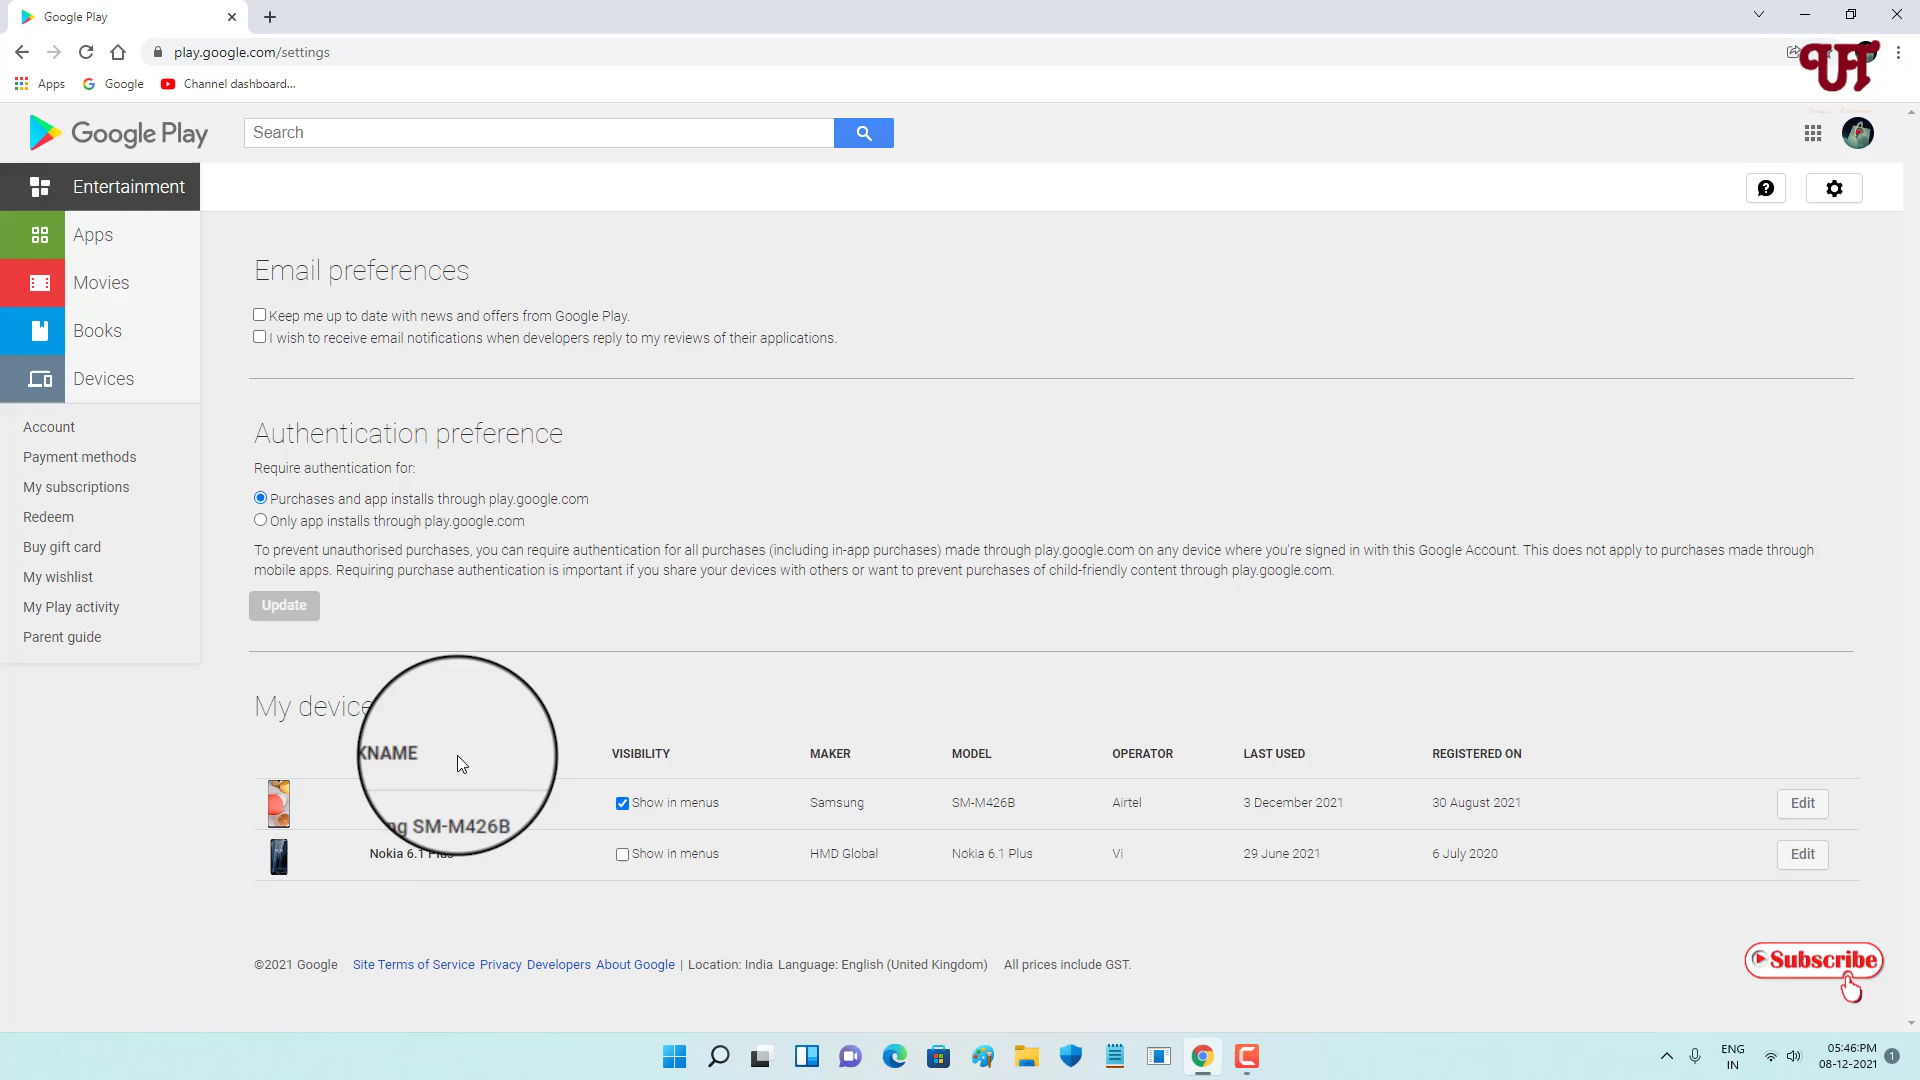 Google Play
play.google.com/settings
Apps Google Channel dashboard...
UA
Google Play Search
Entertainment
Apps
Movies
Books
Devices
Account
Payment methods
My subscriptions
Redeem
Buy gift card
My wishlist
My Play activity
Parent guide
Email preferences
Keep me up to date with news and offers from Google Play.
I wish to receive email notifications when developers reply to my reviews of their applications.
Authentication preference
Require authentication for:
Purchases and app installs through play.google.com
Only app installs through play.google.com
To prevent unauthorised purchases, you can require authentication for all purchases (including in-app purchases) made through play.google.com on any device where you're signed in with this Google Account. This does not apply to purchases made through
mobile apps. Requiring purchase authentication is important if you share your devices with others or want to prevent purchases of child-friendly content through play.google.com.
Update
My device
KNAME VISIBILITY MAKER MODEL OPERATOR LAST USED REGISTERED ON
ng SM-M426B Show in menus Samsung SM-M426B Airtel 3 December 2021 30 August 2021 Edit
Nokia 6.1 Plus Show in menus HMD Global Nokia 6.1 Plus Vi 29 June 2021 6 July 2020 Edit
©2021 Google Site Terms of Service Privacy Developers About Google | Location: India Language: English (United Kingdom) All prices include GST.
Subscribe
ENG
IN
05:46:PM
08-12-2021
1